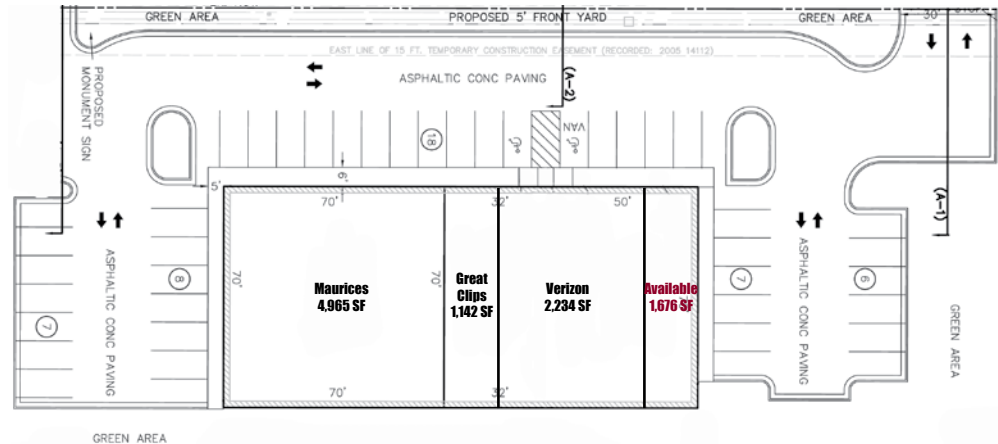 GREEN AREA
PROPOSED 5' FRONT YARD
GREEN AREA
30'
EAST LINE OF 15 FT. TEMPORARY CONSTRUCTION EASEMENT (RECORDED: 2005 14112)
ASPHALTIC CONC PAVING
(A-2)
PROPOSED
MONUMENT SIGN
18
VAN
6'
5'
(A-1)
70'
32'
50'
ASPHALTIC CONC PAVING
8
7
70'
Maurices
4,965 SF
70'
Great
Clips
1,142 SF
Verizon
2,234 SF
Available
1,676 SF
7
6
ASPHALTIC CONC PAVING
GREEN AREA
70'
32'
GREEN AREA